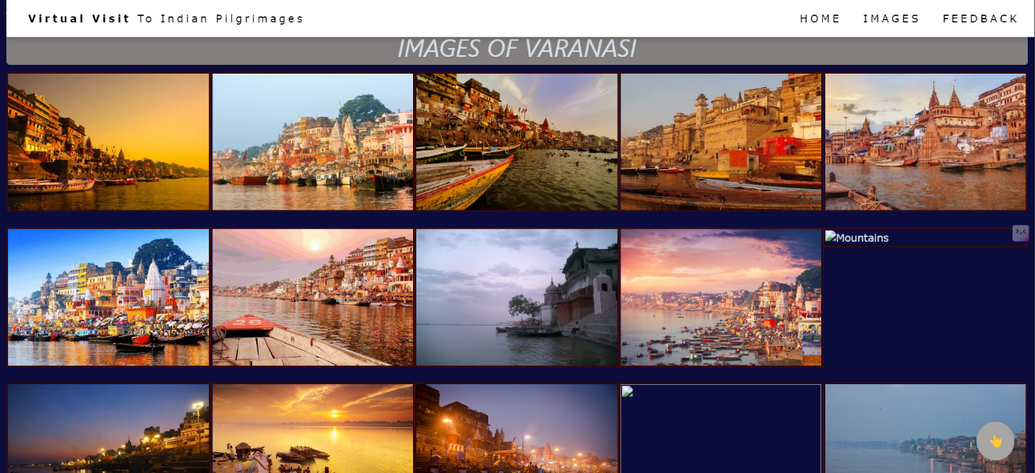 Virtual Visit To Indian Pilgrimages
HOME IMAGES FEEDBACK
IMAGES OF VARANASI
Mountains